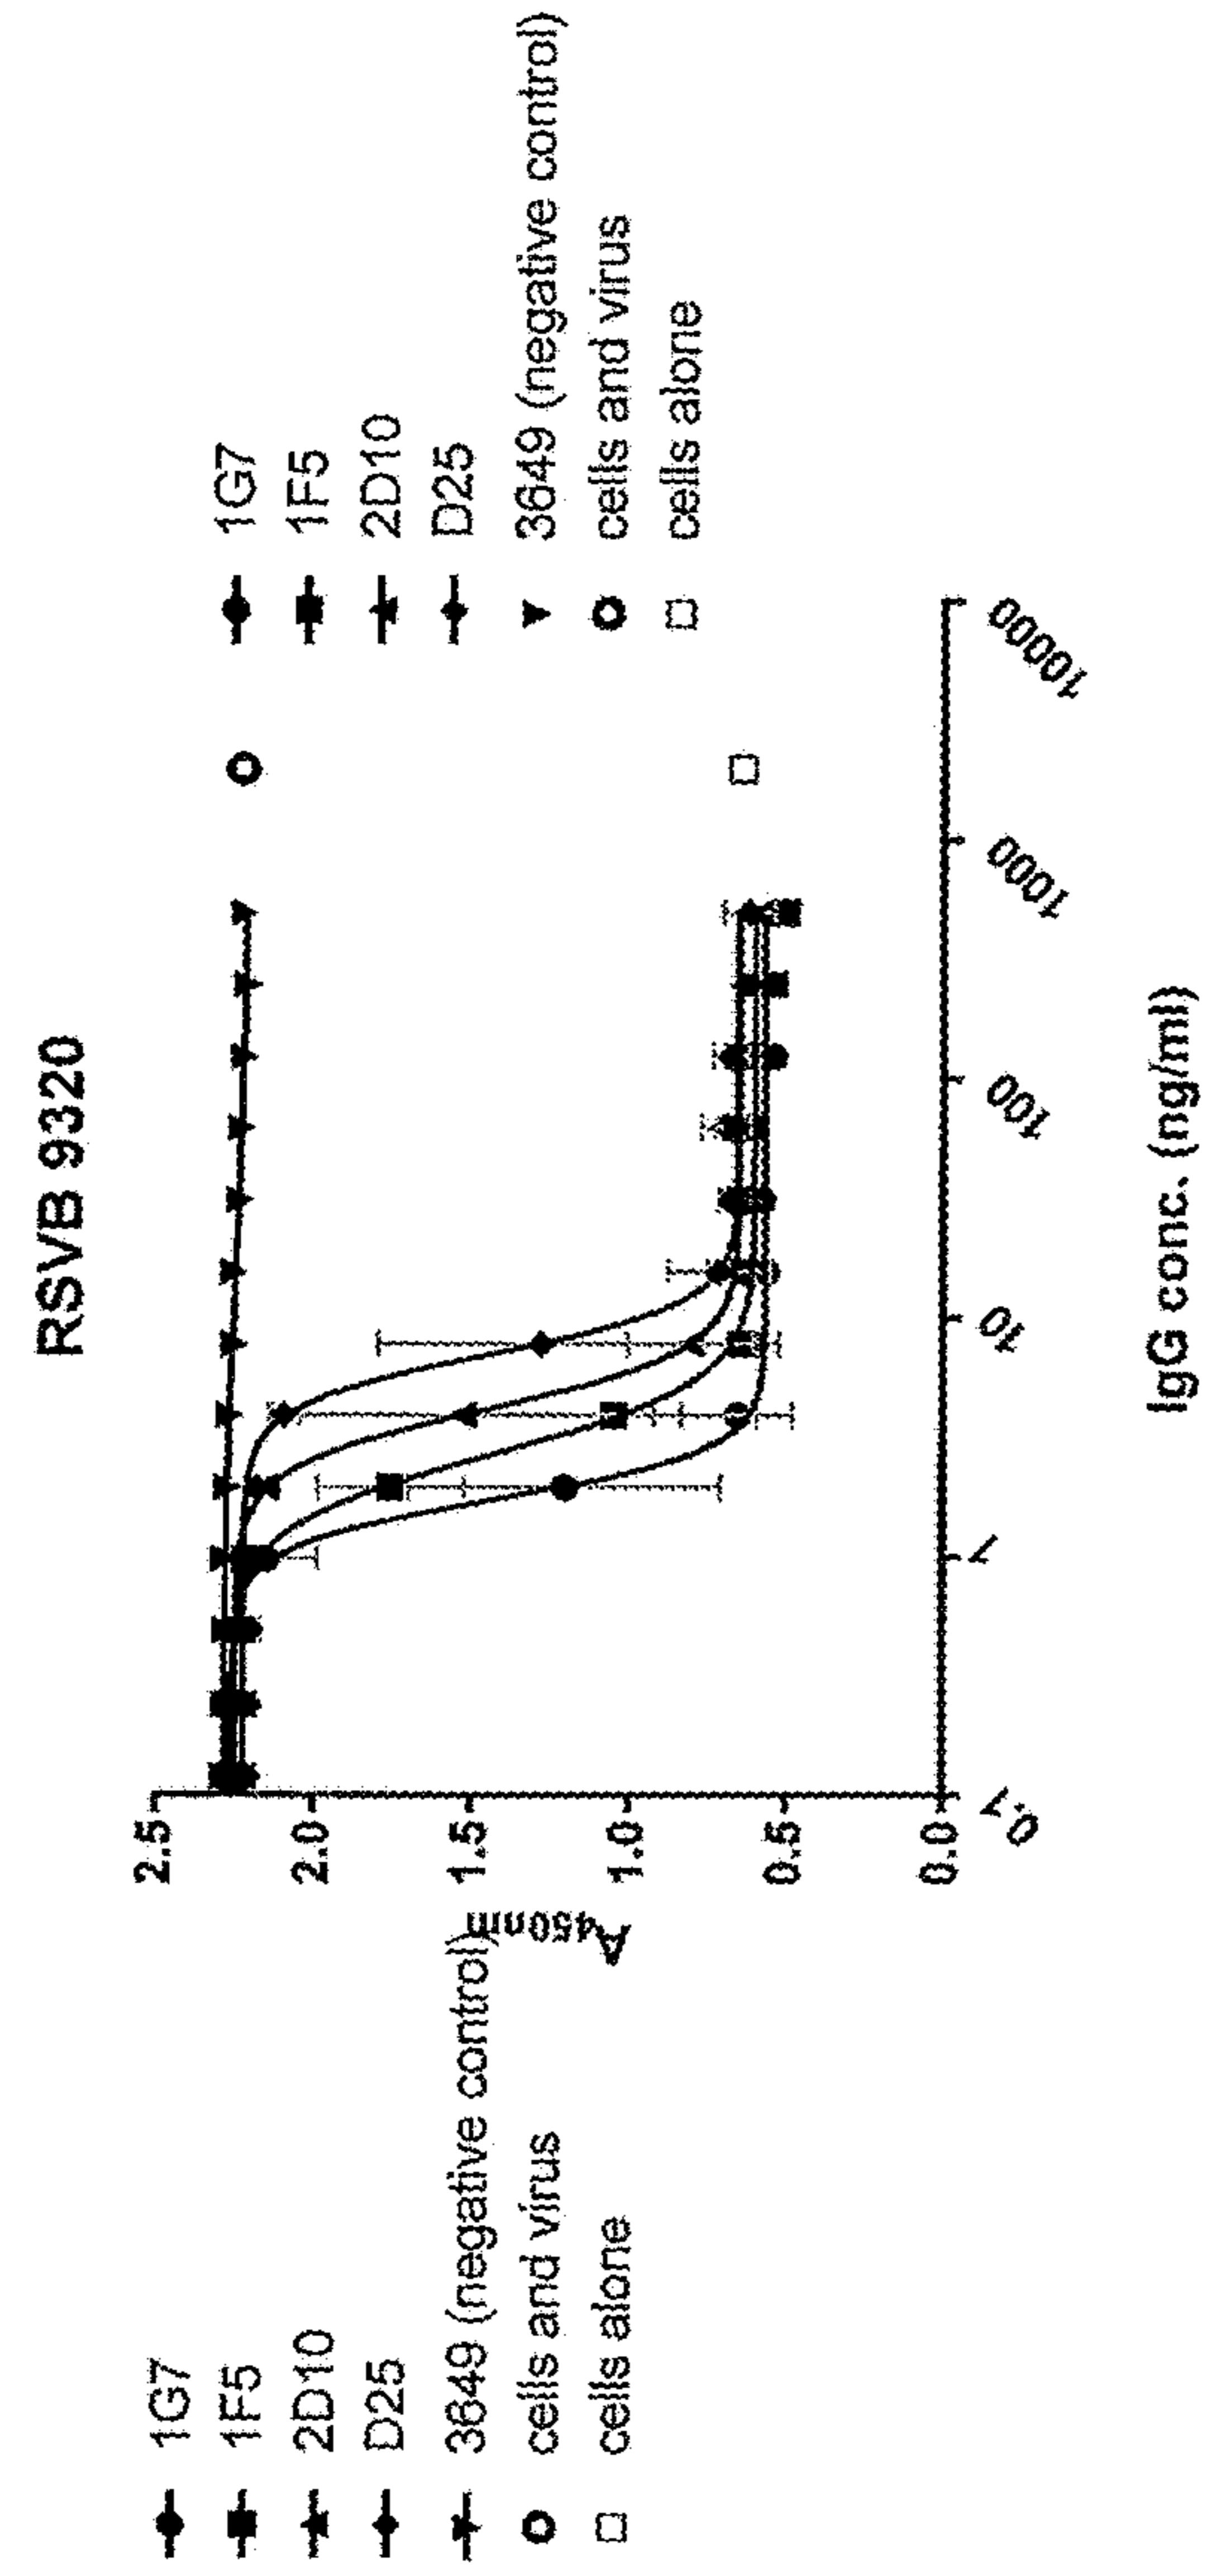 RSVB 9320
1G7
1F5
2D10
D25
3649 (negative control)
cells and virus
cells alone
A450nm
2.5
2.0
1.5
1.0
0.5
0.0
0.1
1
10
100
1000
10000
IgG conc. (ng/ml)
1G7
1F5
2D10
D25
3649 (negative control)
cells and virus
cells alone